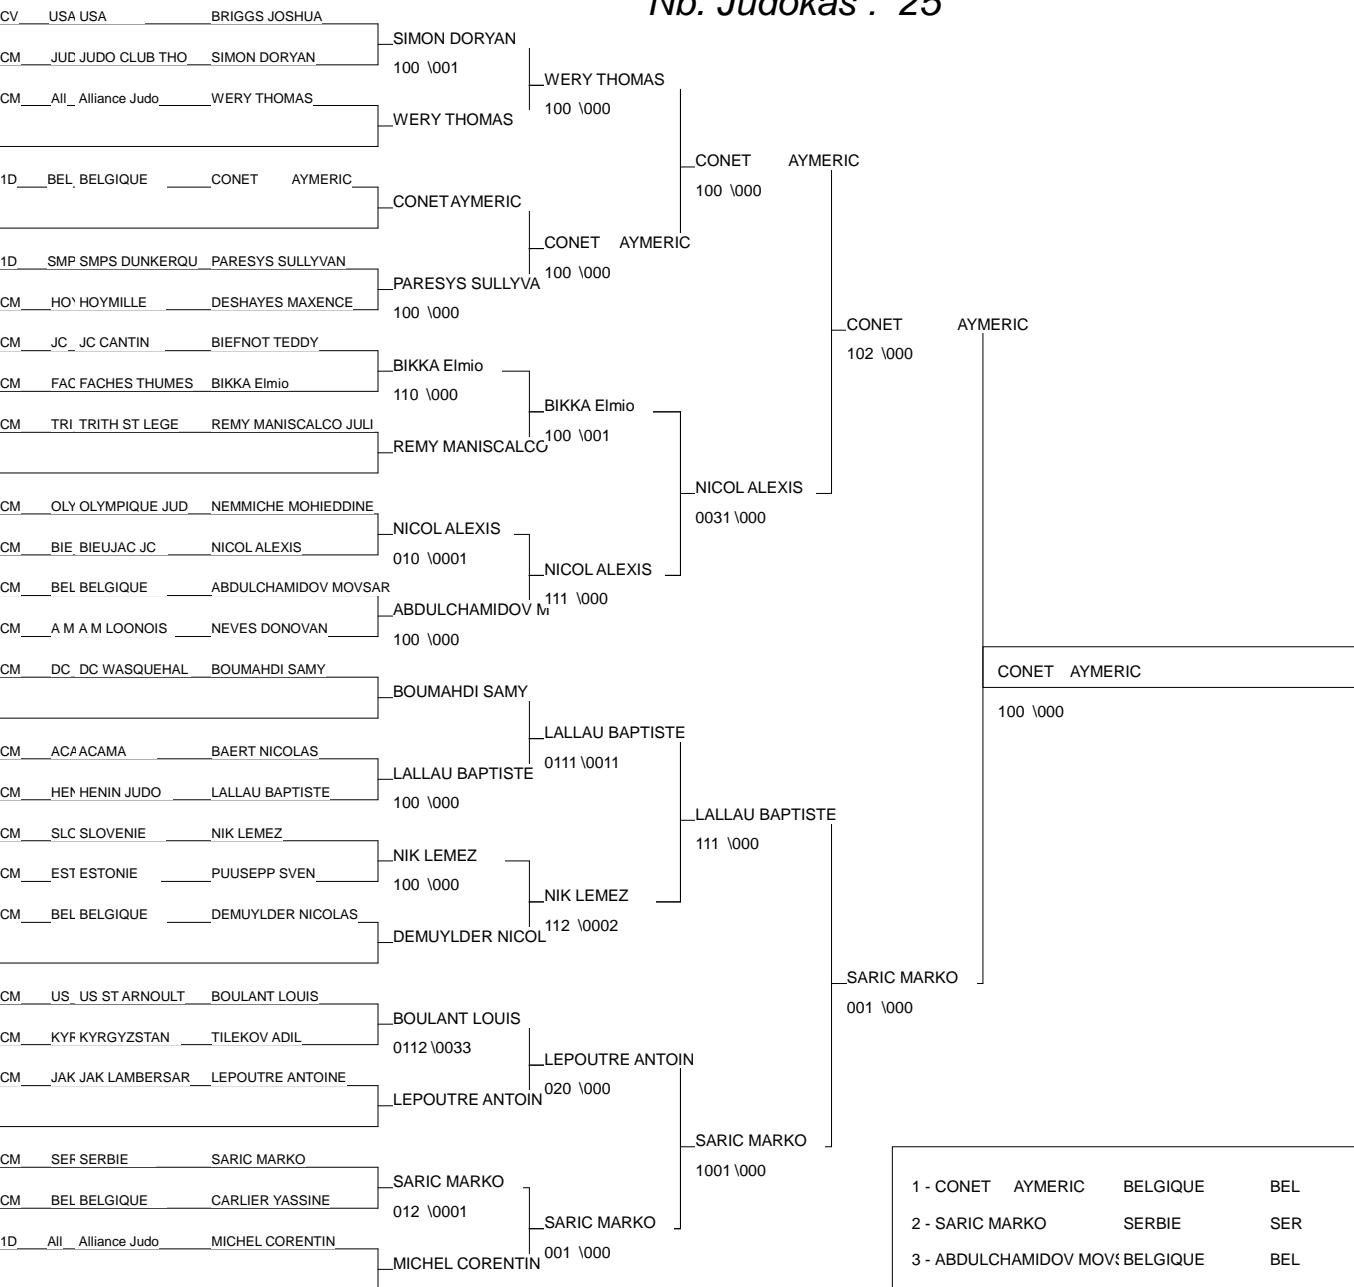 Nb. Judokas : 25
CV USA USA BRIGGS JOSHUA
SIMON DORYAN
CM JUD JUDO CLUB THO SIMON DORYAN
100 \001
WERY THOMAS
CM All Alliance Judo WERY THOMAS
100 \000
WERY THOMAS
CONET AYMERIC
1D BEL BELGIQUE CONET AYMERIC
100 \000
CONET AYMERIC
CONET AYMERIC
1D SMP SMPS DUNKERQU PARESYS SULLYVAN
100 \000
PARESYS SULLYVA
CM HOY HOYMILLE DESHAYES MAXENCE
100 \000
CONET AYMERIC
CM JC JC CANTIN BIEFNOT TEDDY
102 \000
BIKKA Elmio
CM FAC FACHES THUMES BIKKA Elmio
110 \000
BIKKA Elmio
CM TRI TRITH ST LEGE REMY MANISCALCO JULI
100 \001
REMY MANISCALCO
NICOL ALEXIS
CM OLY OLYMPIQUE JUD NEMMICHE MOHIEDDINE
0031 \000
NICOL ALEXIS
CM BIE BIEUJAC JC NICOL ALEXIS
010 \0001
NICOL ALEXIS
CM BEL BELGIQUE ABDULCHAMIDOV MOVSAR
111 \000
ABDULCHAMIDOV M
CM A M A M LOONOIS NEVES DONOVAN
100 \000
CM DC DC WASQUEHAL BOUMAHDI SAMY
CONET AYMERIC
BOUMAHDI SAMY
100 \000
LALLAU BAPTISTE
CM ACA ACAMA BAERT NICOLAS
0111 \0011
LALLAU BAPTISTE
CM HEN HENIN JUDO LALLAU BAPTISTE
100 \000
LALLAU BAPTISTE
CM SLO SLOVENIE NIK LEMEZ
111 \000
NIK LEMEZ
CM EST ESTONIE PUUSEPP SVEN
100 \000
NIK LEMEZ
CM BEL BELGIQUE DEMUYLDER NICOLAS
112 \0002
DEMUYLDER NICOL
SARIC MARKO
CM US US ST ARNOULT BOULANT LOUIS
001 \000
BOULANT LOUIS
CM KYR KYRGYZSTAN TILEKOV ADIL
0112 \0033
LEPOUTRE ANTOIN
CM JAK JAK LAMBERSAR LEPOUTRE ANTOINE
020 \000
LEPOUTRE ANTOIN
SARIC MARKO
CM SER SERBIE SARIC MARKO
1001 \000
SARIC MARKO
CM BEL BELGIQUE CARLIER YASSINE
012 \0001
SARIC MARKO
1D All Alliance Judo MICHEL CORENTIN
001 \000
MICHEL CORENTIN
1 - CONET AYMERIC BELGIQUE BEL
2 - SARIC MARKO SERBIE SER
3 - ABDULCHAMIDOV MOVS BELGIQUE BEL